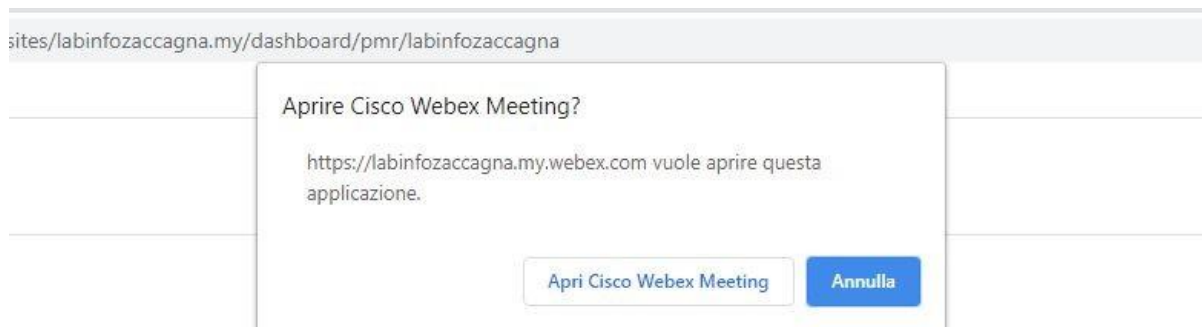 sites/labinfozaccagna.my/dashboard/pmr/labinfozaccagna
Aprire Cisco Webex Meeting?
https://labinfozaccagna.my.webex.com vuole aprire questa
applicazione.
Apri Cisco Webex Meeting
Annulla